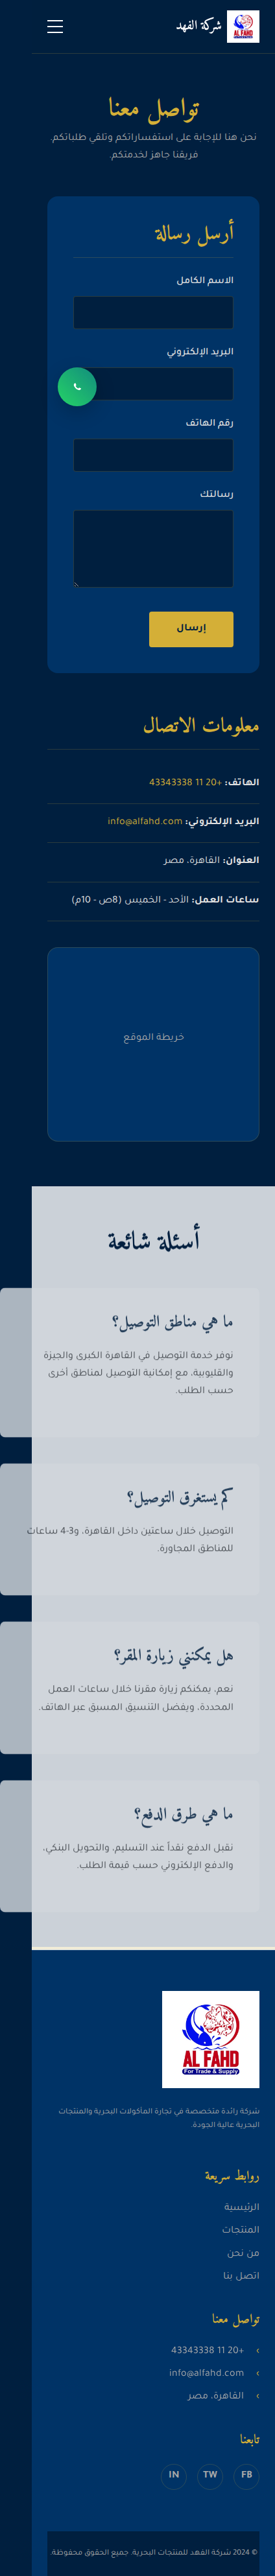 شركة الفهد
AL FAHD
تواصل معنا
نحن هنا للإجابة على استفساراتكم وتلقي طلباتكم.
فريقنا جاهز لخدمتكم.
أرسل رسالة
الاسم الكامل
البريد الإلكتروني
رقم الهاتف
رسالتك
إرسال
معلومات الاتصال
الهاتف: +20 11 43343338
البريد الإلكتروني: info@alfahd.com
العنوان: القاهرة، مصر
ساعات العمل: الأحد - الخميس (8ص - 10م)
خريطة الموقع
أسئلة شائعة
ما هي مناطق التوصيل؟
نوفر خدمة التوصيل في القاهرة الكبرى والجيزة
والقليوبية، مع إمكانية التوصيل لمناطق أخرى
حسب الطلب.
كم يستغرق التوصيل؟
التوصيل خلال ساعتين داخل القاهرة، و3-4 ساعات
للمناطق المجاورة.
هل يمكنني زيارة المقر؟
نعم، يمكنكم زيارة مقرنا خلال ساعات العمل
المحددة، ويفضل التنسيق المسبق عبر الهاتف.
ما هي طرق الدفع؟
نقبل الدفع نقداً عند التسليم، والتحويل البنكي،
والدفع الإلكتروني حسب قيمة الطلب.
AL FAHD
For Trade & Supply
شركة رائدة متخصصة في تجارة المأكولات البحرية والمنتجات
البحرية عالية الجودة.
روابط سريعة
الرئيسية
المنتجات
من نحن
اتصل بنا
تواصل معنا
› +20 11 43343338
› info@alfahd.com
› القاهرة، مصر
تابعنا
FB TW IN
© 2024 شركة الفهد للمنتجات البحرية. جميع الحقوق محفوظة.